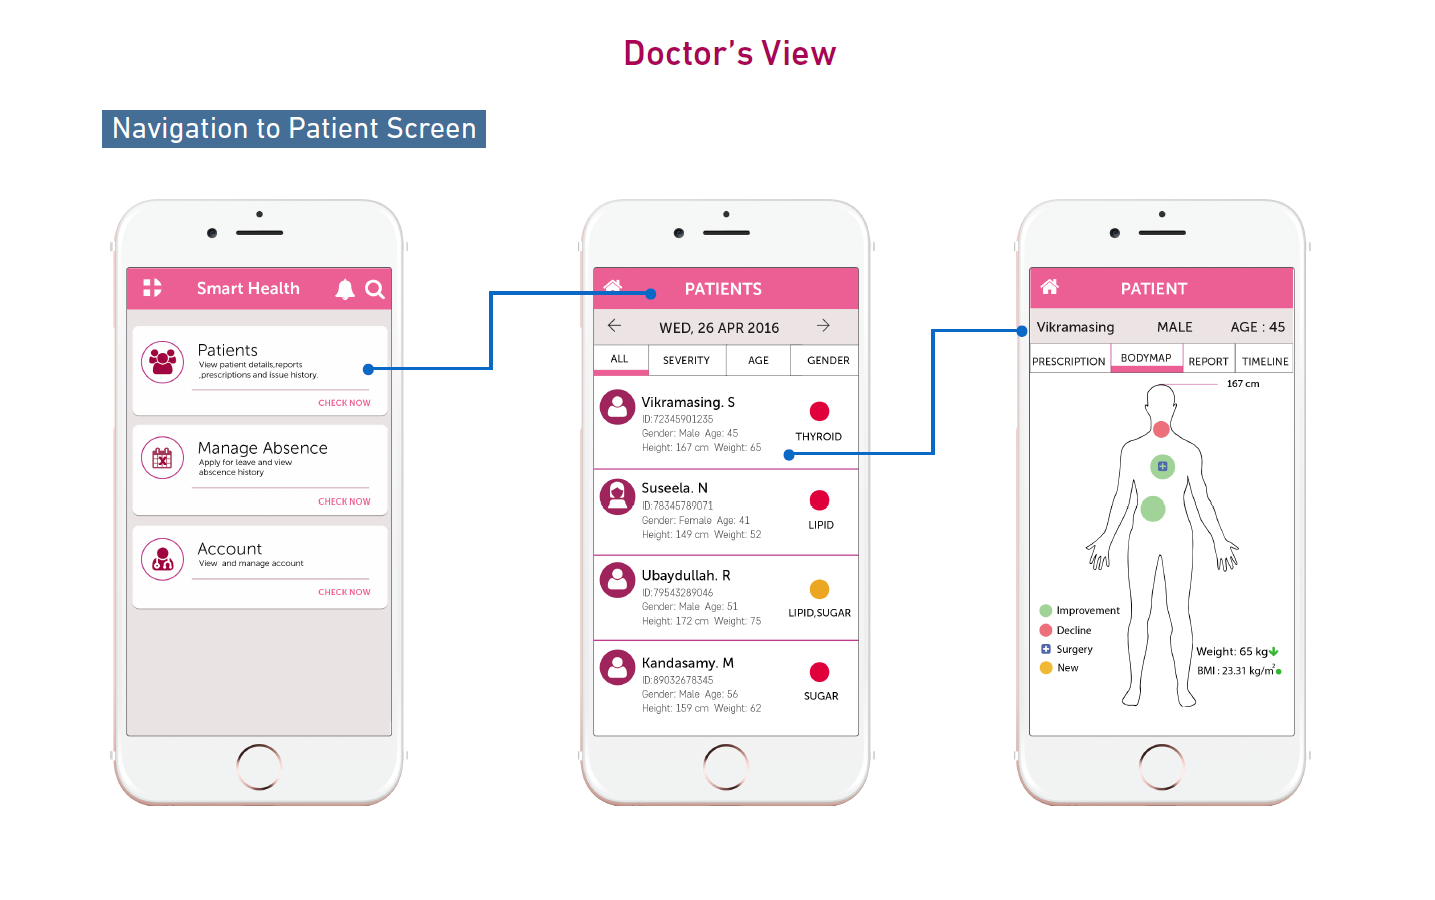 Doctor's View
Navigation to Patient Screen
Smart Health
Patients
View patient details,reports
,prescriptions and issue history.
CHECK NOW
Manage Absence
Apply for leave and view
abscence history
CHECK NOW
Account
View and manage account
CHECK NOW
PATIENTS
WED, 26 APR 2016
ALL SEVERITY AGE GENDER
Vikramasing. S
ID:72345901235
Gender: Male Age: 45
Height: 167 cm Weight: 65
THYROID
Suseela. N
ID:78345789071
Gender: Female Age: 41
Height: 149 cm Weight: 52
LIPID
Ubaydullah. R
ID:79543289046
Gender: Male Age: 51
Height: 172 cm Weight: 75
LIPID,SUGAR
Kandasamy. M
ID:89032678345
Gender: Male Age: 56
Height: 159 cm Weight: 62
SUGAR
PATIENT
Vikramasing MALE AGE : 45
PRESCRIPTION BODYMAP REPORT TIMELINE
167 cm
Improvement
Decline
Surgery
New
Weight: 65 kg
BMI : 23.31 kg/m²